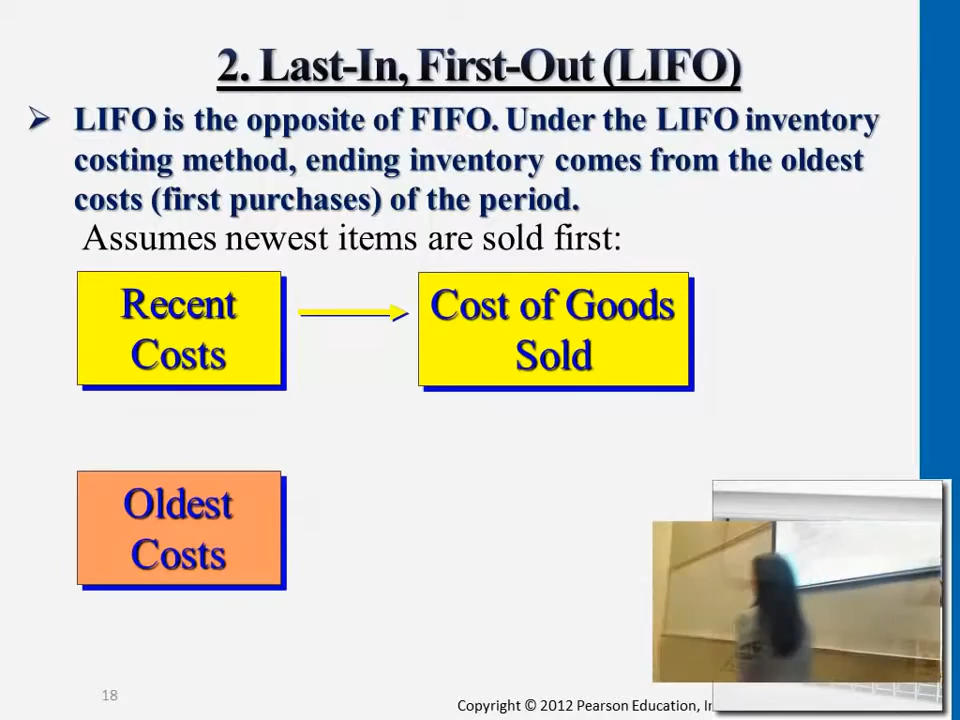 2. Last-In, First-Out (LIFO)
LIFO is the opposite of FIFO. Under the LIFO inventory
costing method, ending inventory comes from the oldest
costs (first purchases) of the period.
Assumes newest items are sold first:
Recent
Costs
Cost of Goods
Sold
Oldest
Costs
18
Copyright © 2012 Pearson Education,